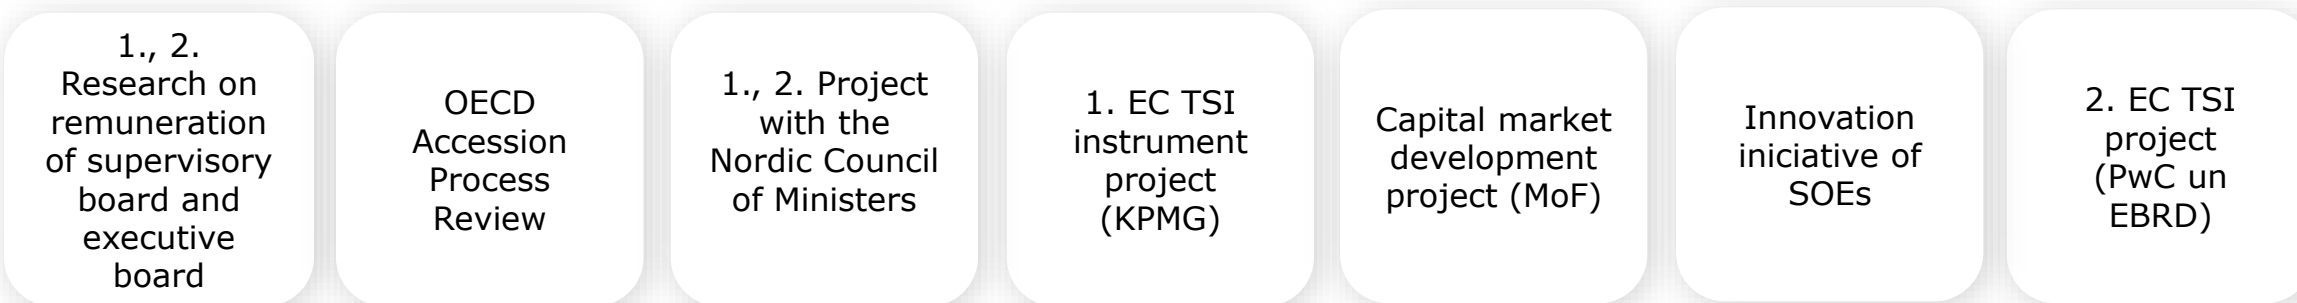 1., 2.
Research on
remuneration
of supervisory
board and
executive
board
OECD
Accession
Process
Review
1., 2. Project
with the
Nordic Council
of Ministers
1. EC TSI
instrument
project
(KPMG)
Capital market
development
project (MoF)
Innovation
iniciative of
SOEs
2. EC TSI
project
(PwC un
EBRD)